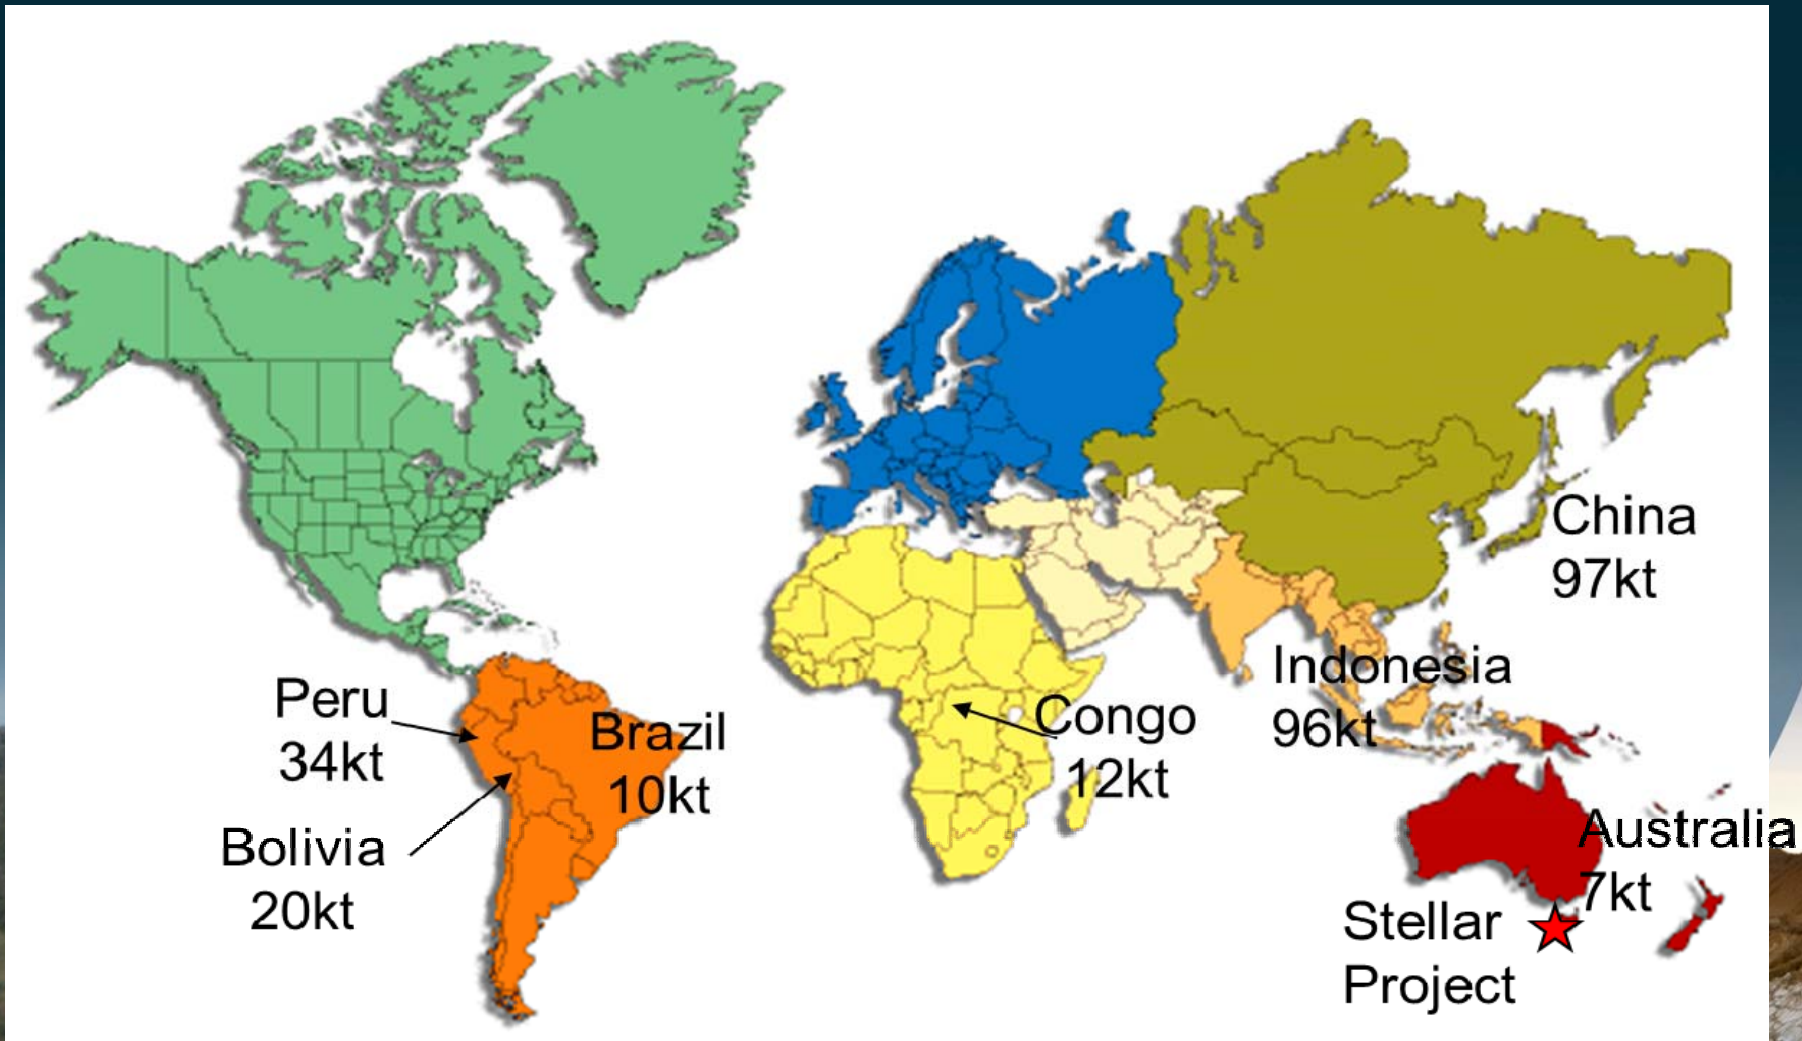 China
97kt
Indonesia
96kt
Peru
34kt
Brazil
10kt
Congo
12kt
Bolivia
20kt
Australia
7kt
Stellar
Project